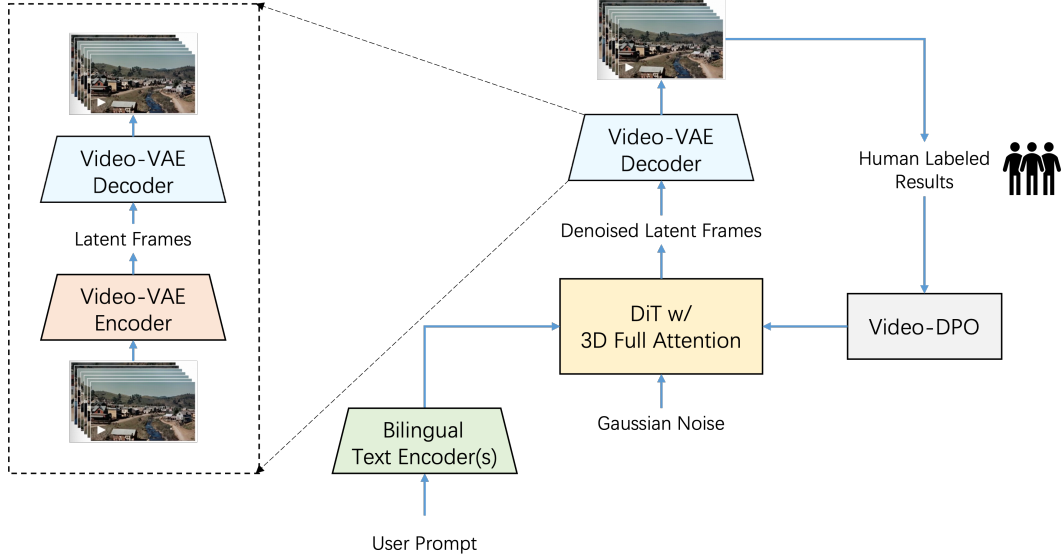 Video-VAE
Decoder
Latent Frames
Video-VAE
Encoder
Video-VAE
Decoder
Denoised Latent Frames
DiT w/
3D Full Attention
Gaussian Noise
Bilingual
Text Encoder(s)
User Prompt
Human Labeled
Results
Video-DPO